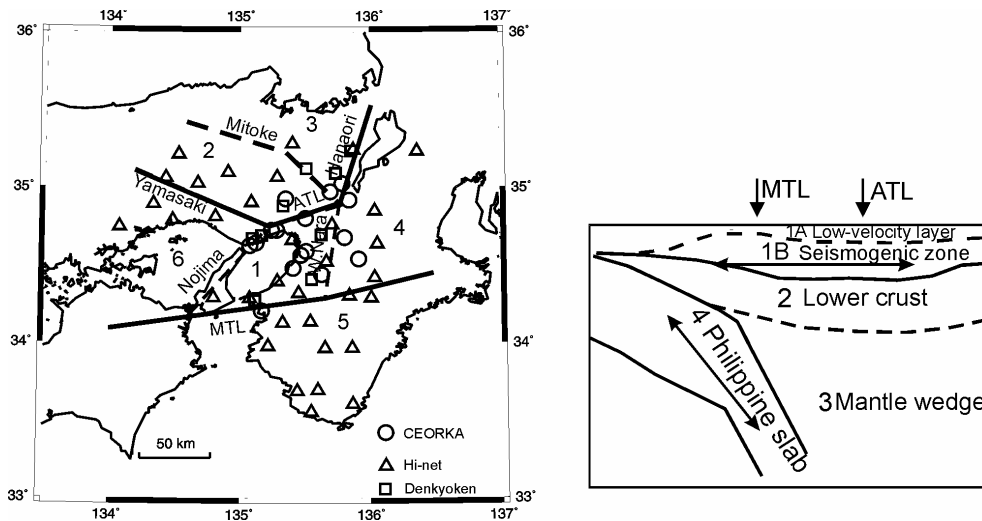 134° 135° 136° 137°
36° 36°
3
Mitoke
2
Hanaori
35° 35°
Yamasaki
ATL
4
6
Nojima
1
MTL
5
34° 34°
50 km
CEORKA
Hi-net
Denkyoken
33° 33°
134° 135° 136° 137°
MTL ATL
1A Low-velocity layer
1B Seismogenic zone
2 Lower crust
4 Philippine slab
3 Mantle wedge